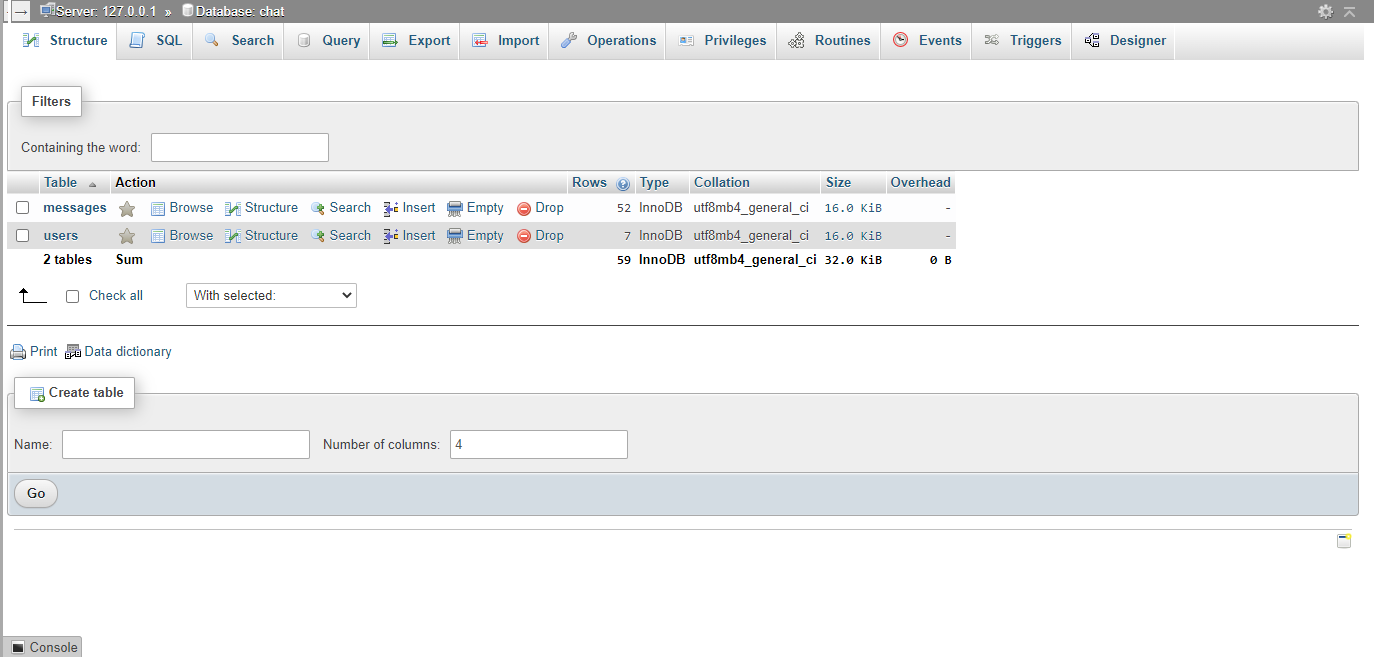 Server: 127.0.0.1 » Database: chat
Structure SQL Search Query Export Import Operations Privileges Routines Events Triggers Designer
Filters
Containing the word:
Table Action Rows Type Collation Size Overhead
messages Browse Structure Search Insert Empty Drop 52 InnoDB utf8mb4_general_ci 16.0 KiB -
users Browse Structure Search Insert Empty Drop 7 InnoDB utf8mb4_general_ci 16.0 KiB -
2 tables Sum 59 InnoDB utf8mb4_general_ci 32.0 KiB 0 B
Check all With selected:
Print Data dictionary
Create table
Name: Number of columns: 4
Go
Console